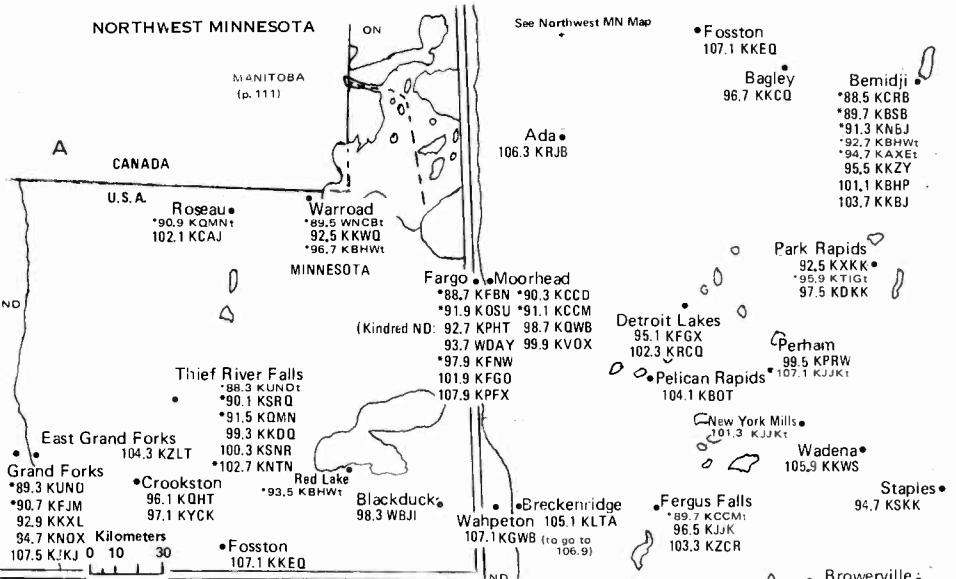 NORTHWEST MINNESOTA
ON
See Northwest MN Map
MANITOBA
(p. 111)
A
CANADA
U.S.A.
Roseau
*90.9 KQMNt
102.1 KCAJ
Warroad
*89.5 WNCBt
92.5 KKWQ
*96.7 KBHWt
MINNESOTA
ND
Thief River Falls
*88.3 KUNDt
*90.1 KSRQ
*91.5 KQMN
99.3 KKDQ
100.3 KSNR
*102.7 KNTN
East Grand Forks
104.3 KZLT
Grand Forks
*89.3 KUND
*90.7 KFJM
92.9 KKXL
94.7 KNOX
107.5 KJKJ
Crookston
96.1 KQHT
97.1 KYCK
Kilometers
0 10 30
Fosston
107.1 KKEQ
Red Lake
*93.5 KBHWt
Blackduck
98.3 WBJI
Fosston
107.1 KKEQ
Bagley
96.7 KKCQ
Bemidji
*88.5 KCRB
*89.7 KBSB
*91.3 KNBJ
*92.7 KBHWt
*94.7 KAXEt
95.5 KKZY
101.1 KBHP
103.7 KKBJ
Ada
106.3 KRJB
Park Rapids
92.5 KXKK
*95.9 KTIGt
97.5 KDKK
Fargo
*88.7 KFBN
*91.9 KDSU
(Kindred ND: 92.7 KPHT
93.7 WDAY
*97.9 KFNW
101.9 KFGO
107.9 KPFX
Moorhead
*90.3 KCCD
*91.1 KCCM
98.7 KQWB
99.9 KVOX
Detroit Lakes
95.1 KFGX
102.3 KRCQ
Perham
99.5 KPRW
107.1 KJJKt
Pelican Rapids
104.1 KBOT
New York Mills
101.3 KJJKt
Wadena
105.9 KKWS
Staples
94.7 KSKK
Breckenridge
105.1 KLTA
Wahpeton
107.1 KGWB (to go to
106.9)
Fergus Falls
*89.7 KCCMt
96.5 KJJK
103.3 KZCR
ND
Browerville